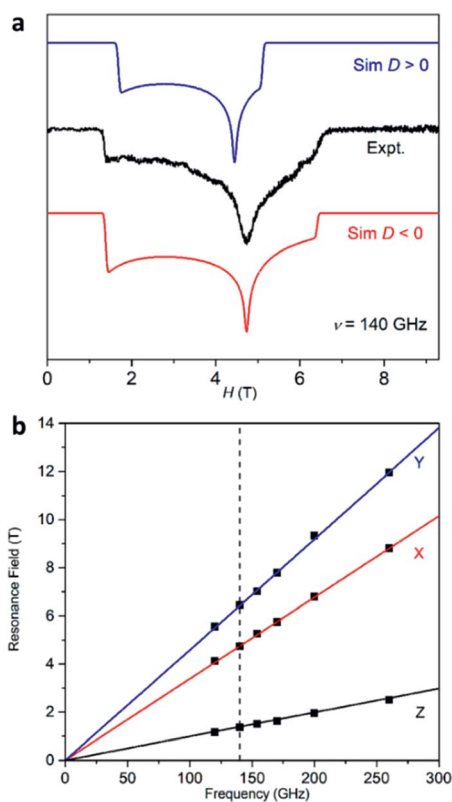 a
Sim D > 0
Expt.
Sim D < 0
ν = 140 GHz
0 2 4 6 8
H (T)
b
14
12
10
8
6
4
2
0
Y
X
Z
Resonance Field (T)
0 50 100 150 200 250 300
Frequency (GHz)